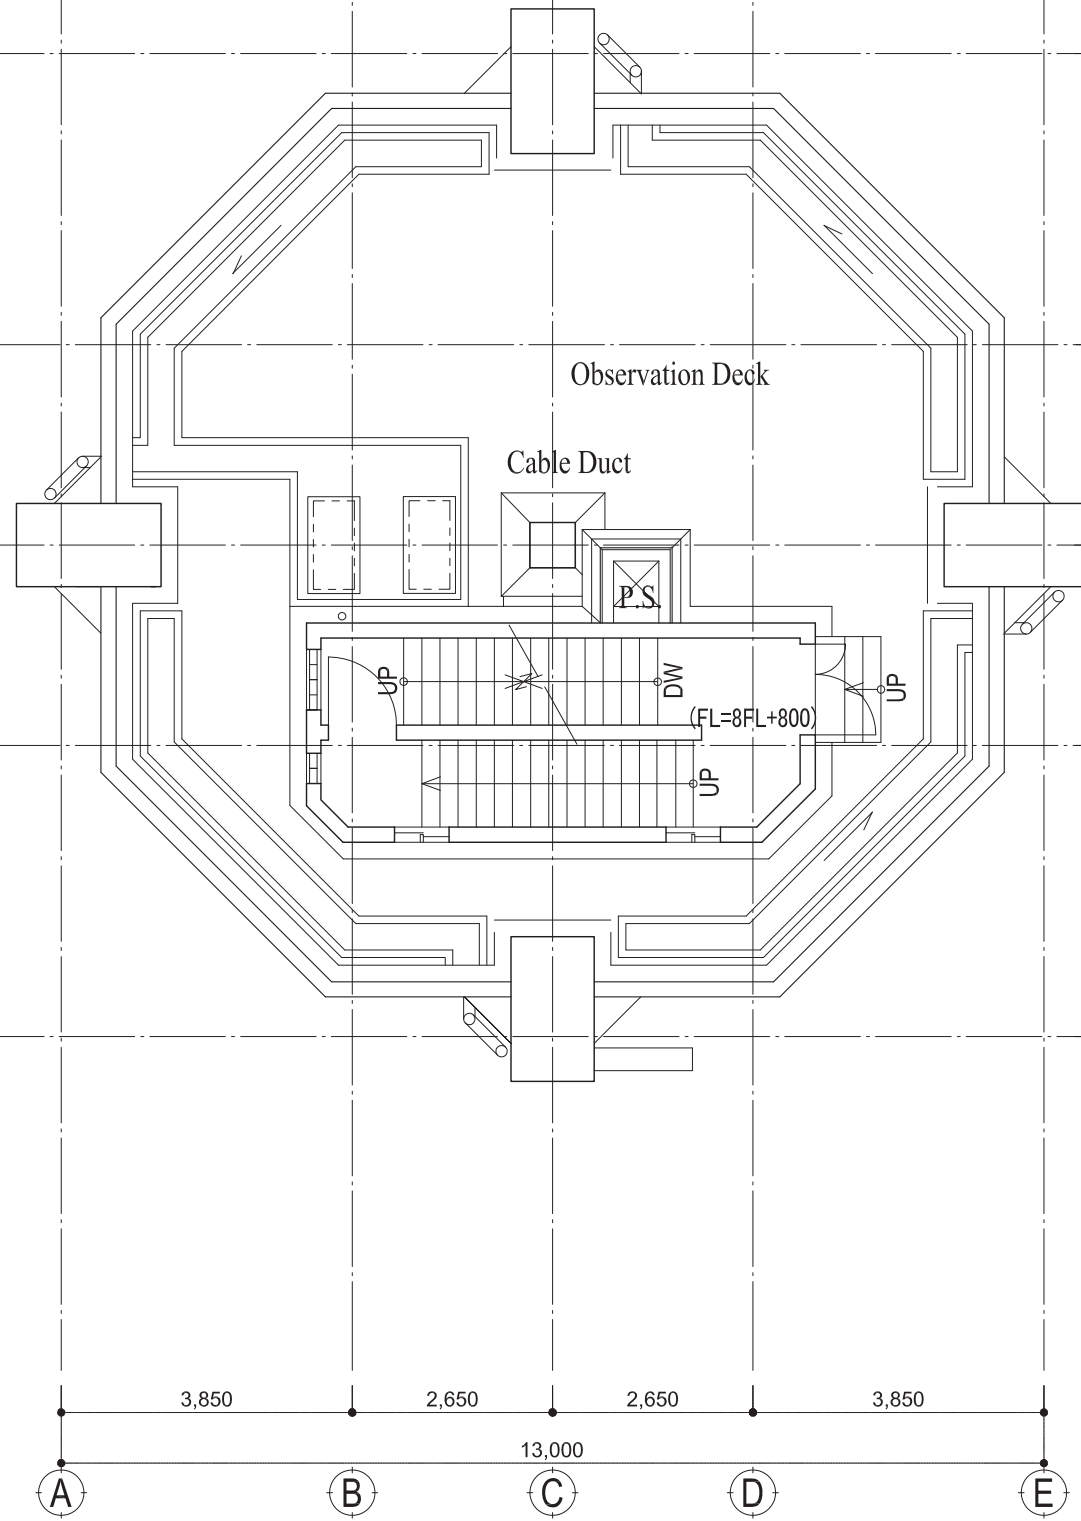 Observation Deck
Cable Duct
P.S.
UP
DW
UP
(FL=8FL+800)
UP
3,850
2,650
2,650
3,850
13,000
A
B
C
D
E